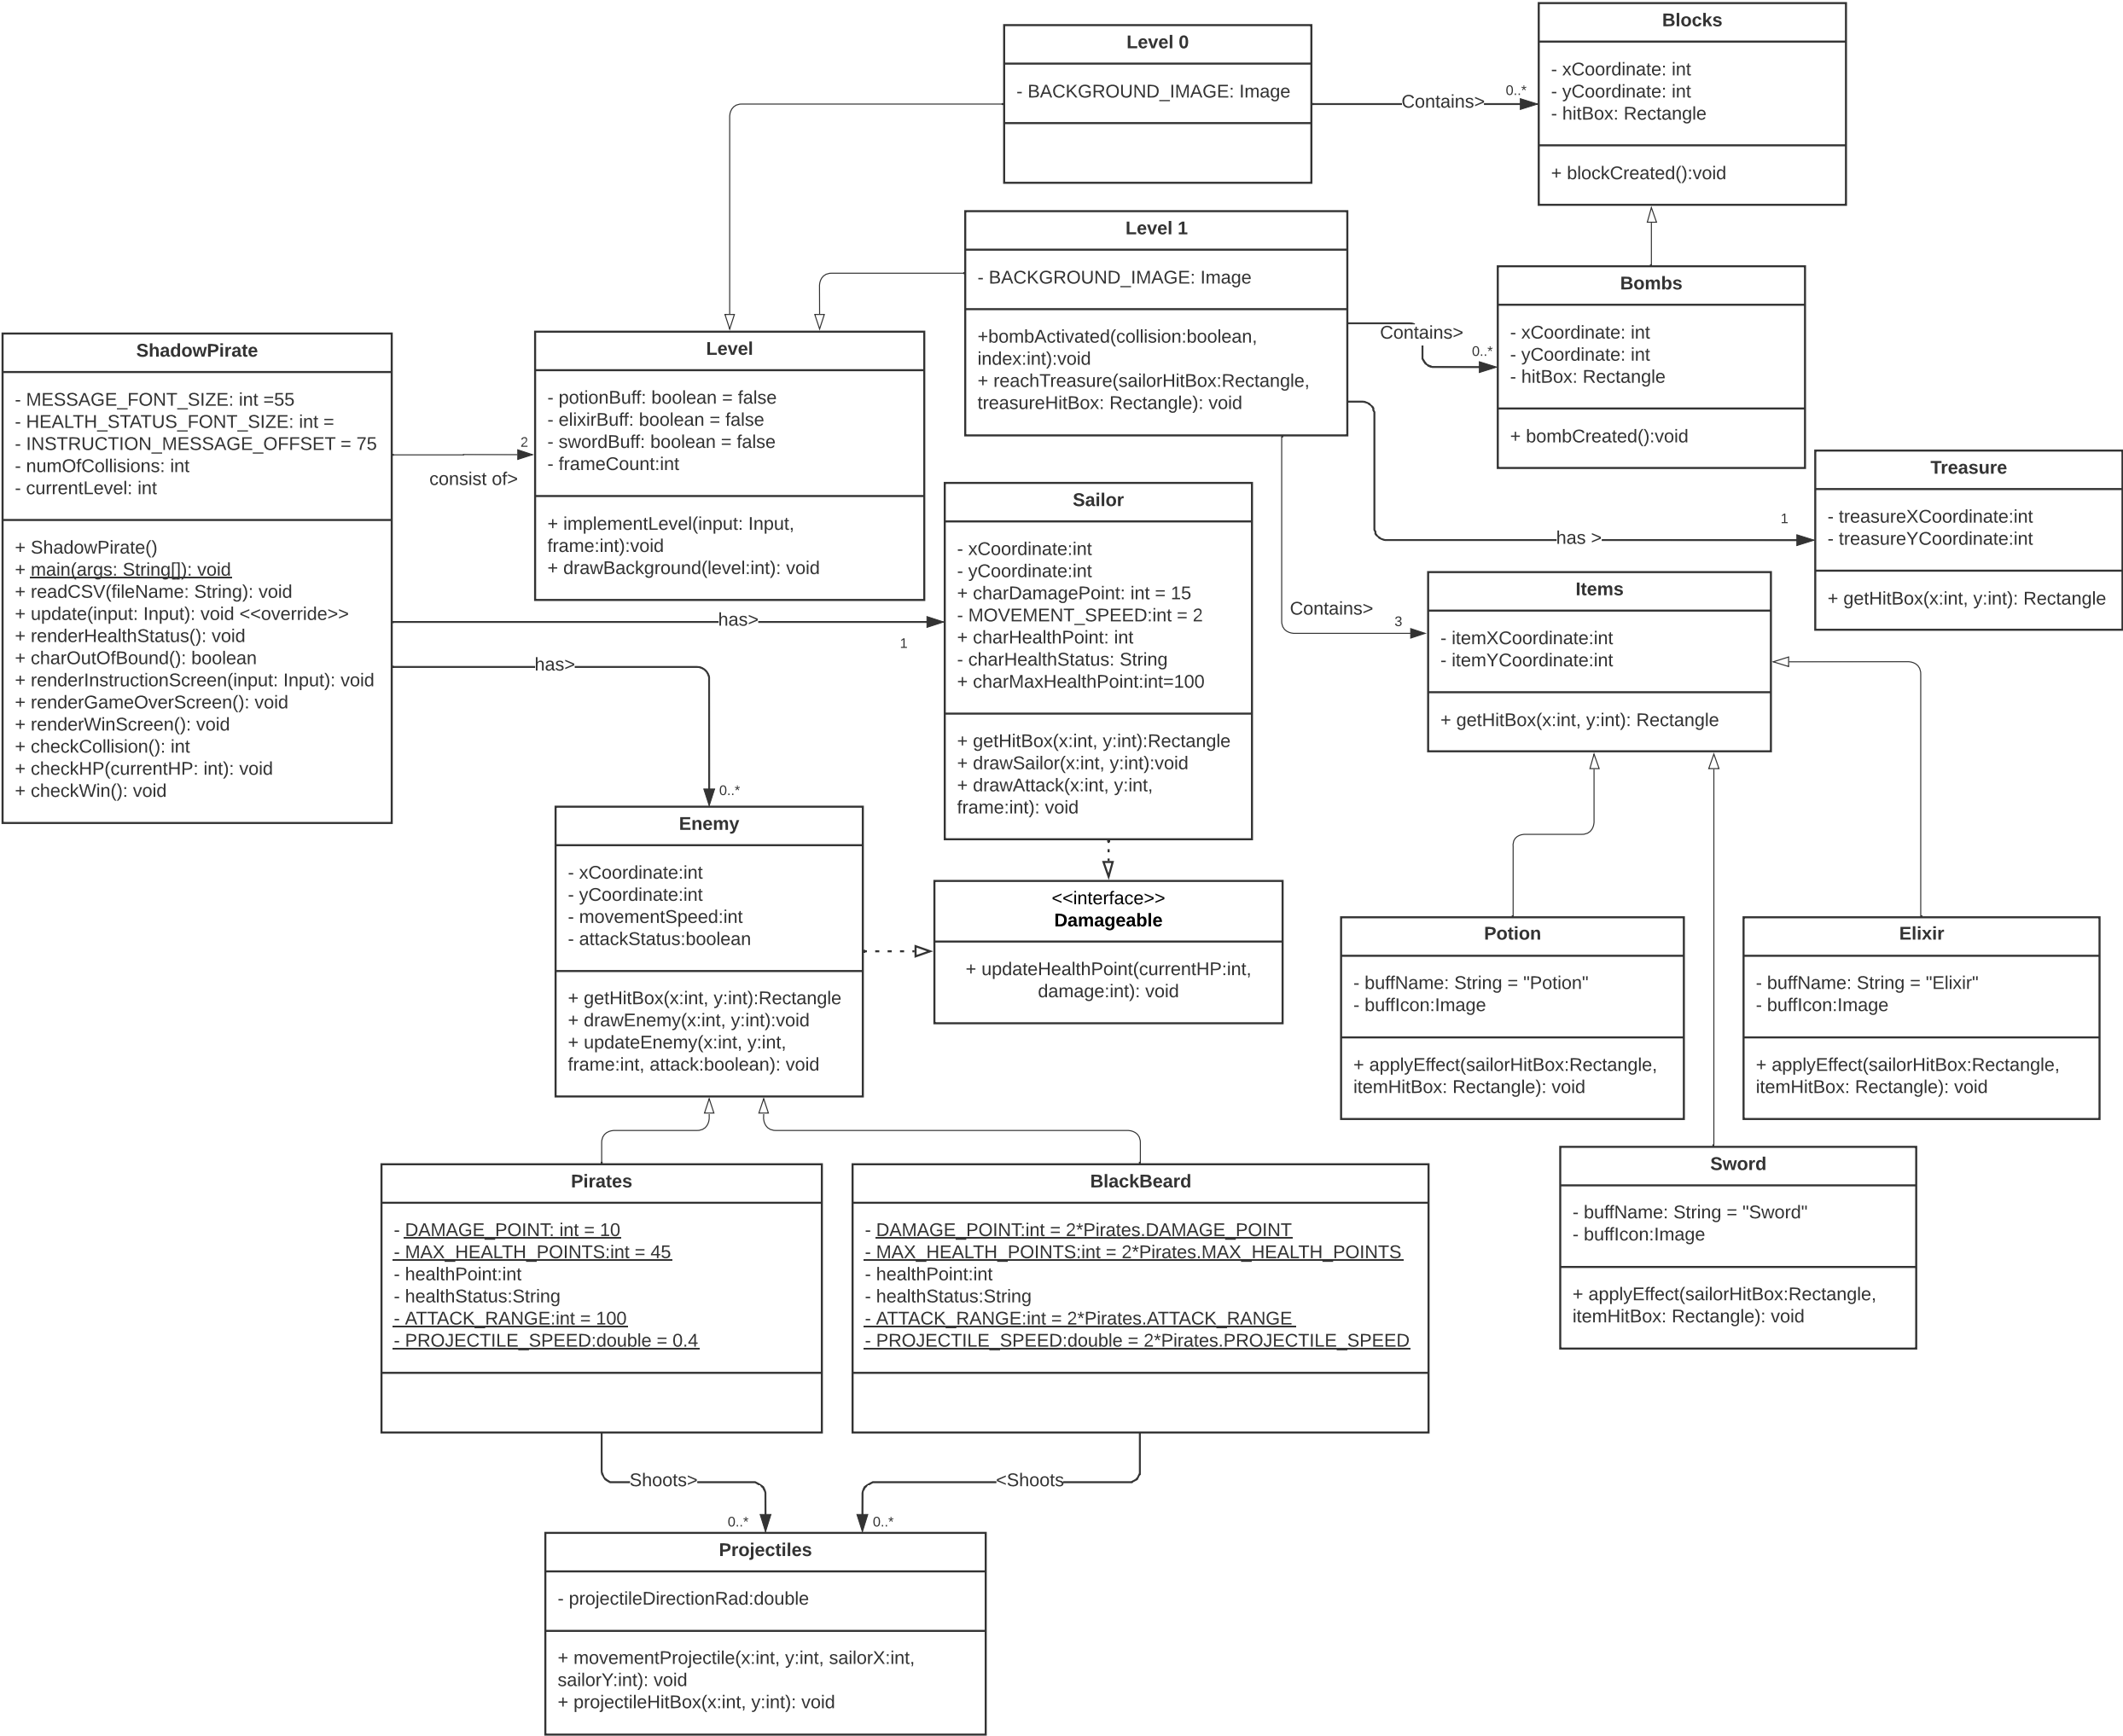 Level 0
- BACKGROUND_IMAGE: Image
Contains>
0..*
Blocks
- xCoordinate: int
- yCoordinate: int
- hitBox: Rectangle
+ blockCreated():void
Level 1
- BACKGROUND_IMAGE: Image
+bombActivated(collision:boolean,
index:int):void
+ reachTreasure(sailorHitBox:Rectangle,
treasureHitBox: Rectangle): void
Contains>
0..*
Bombs
- xCoordinate: int
- yCoordinate: int
- hitBox: Rectangle
+ bombCreated():void
ShadowPirate
- MESSAGE_FONT_SIZE: int =55
- HEALTH_STATUS_FONT_SIZE: int =
- INSTRUCTION_MESSAGE_OFFSET = 75
- numOfCollisions: int
- currentLevel: int
+ ShadowPirate()
+ main(args: String[]): void
+ readCSV(fileName: String): void
+ update(input: Input): void <<override>>
+ renderHealthStatus(): void
+ charOutOfBound(): boolean
+ renderInstructionScreen(input: Input): void
+ renderGameOverScreen(): void
+ renderWinScreen(): void
+ checkCollision(): int
+ checkHP(currentHP: int): void
+ checkWin(): void
2
consist of>
Level
- potionBuff: boolean = false
- elixirBuff: boolean = false
- swordBuff: boolean = false
- frameCount:int
+ implementLevel(input: Input,
frame:int):void
+ drawBackground(level:int): void
has>
1
has>
0..*
Sailor
- xCoordinate:int
- yCoordinate:int
+ charDamagePoint: int = 15
- MOVEMENT_SPEED:int = 2
+ charHealthPoint: int
- charHealthStatus: String
+ charMaxHealthPoint:int=100
+ getHitBox(x:int, y:int):Rectangle
+ drawSailor(x:int, y:int):void
+ drawAttack(x:int, y:int,
frame:int): void
has >
1
Treasure
- treasureXCoordinate:int
- treasureYCoordinate:int
+ getHitBox(x:int, y:int): Rectangle
Contains>
3
Items
- itemXCoordinate:int
- itemYCoordinate:int
+ getHitBox(x:int, y:int): Rectangle
Enemy
- xCoordinate:int
- yCoordinate:int
- movementSpeed:int
- attackStatus:boolean
+ getHitBox(x:int, y:int):Rectangle
+ drawEnemy(x:int, y:int):void
+ updateEnemy(x:int, y:int,
frame:int, attack:boolean): void
<<interface>>
Damageable
+ updateHealthPoint(currentHP:int,
damage:int): void
Potion
- buffName: String = "Potion"
- buffIcon:Image
+ applyEffect(sailorHitBox:Rectangle,
itemHitBox: Rectangle): void
Elixir
- buffName: String = "Elixir"
- buffIcon:Image
+ applyEffect(sailorHitBox:Rectangle,
itemHitBox: Rectangle): void
Sword
- buffName: String = "Sword"
- buffIcon:Image
+ applyEffect(sailorHitBox:Rectangle,
itemHitBox: Rectangle): void
Pirates
- DAMAGE_POINT: int = 10
- MAX_HEALTH_POINTS:int = 45
- healthPoint:int
- healthStatus:String
- ATTACK_RANGE:int = 100
- PROJECTILE_SPEED:double = 0.4
BlackBeard
- DAMAGE_POINT:int = 2*Pirates.DAMAGE_POINT
- MAX_HEALTH_POINTS:int = 2*Pirates.MAX_HEALTH_POINTS
- healthPoint:int
- healthStatus:String
- ATTACK_RANGE:int = 2*Pirates.ATTACK_RANGE
- PROJECTILE_SPEED:double = 2*Pirates.PROJECTILE_SPEED
Shoots>
0..*
<Shoots
0..*
Projectiles
- projectileDirectionRad:double
+ movementProjectile(x:int, y:int, sailorX:int,
sailorY:int): void
+ projectileHitBox(x:int, y:int): void